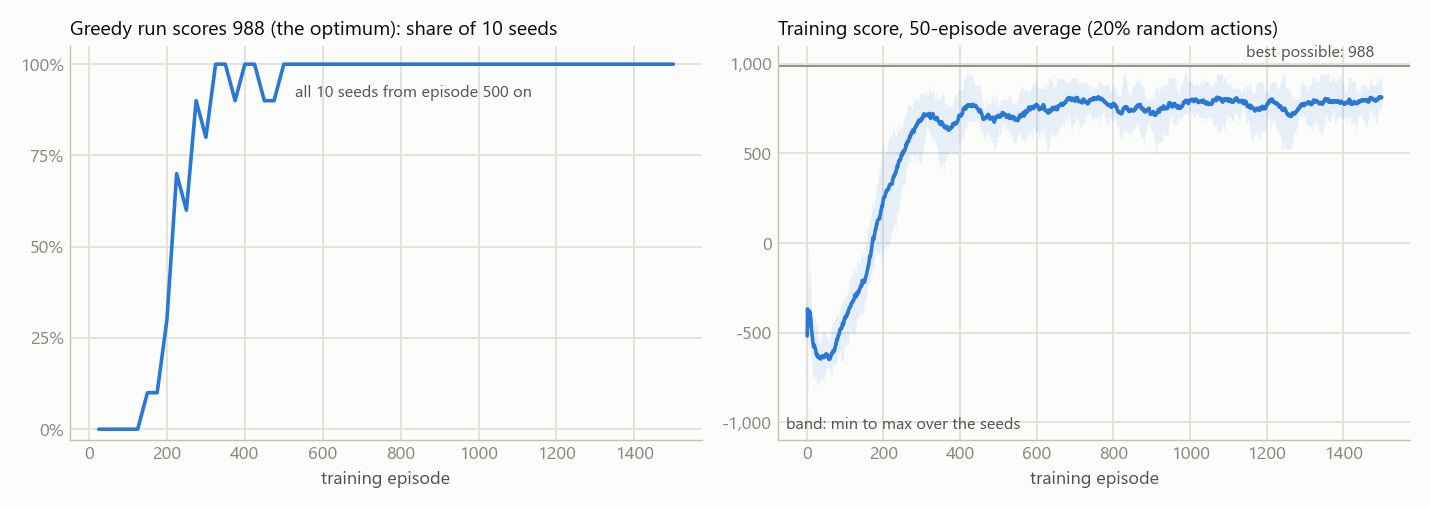 Greedy run scores 988 (the optimum): share of 10 seeds
100%
75%
50%
25%
0%
all 10 seeds from episode 500 on
0 200 400 600 800 1000 1200 1400
training episode
Training score, 50-episode average (20% random actions)
best possible: 988
1,000
500
0
-500
-1,000
band: min to max over the seeds
0 200 400 600 800 1000 1200 1400
training episode